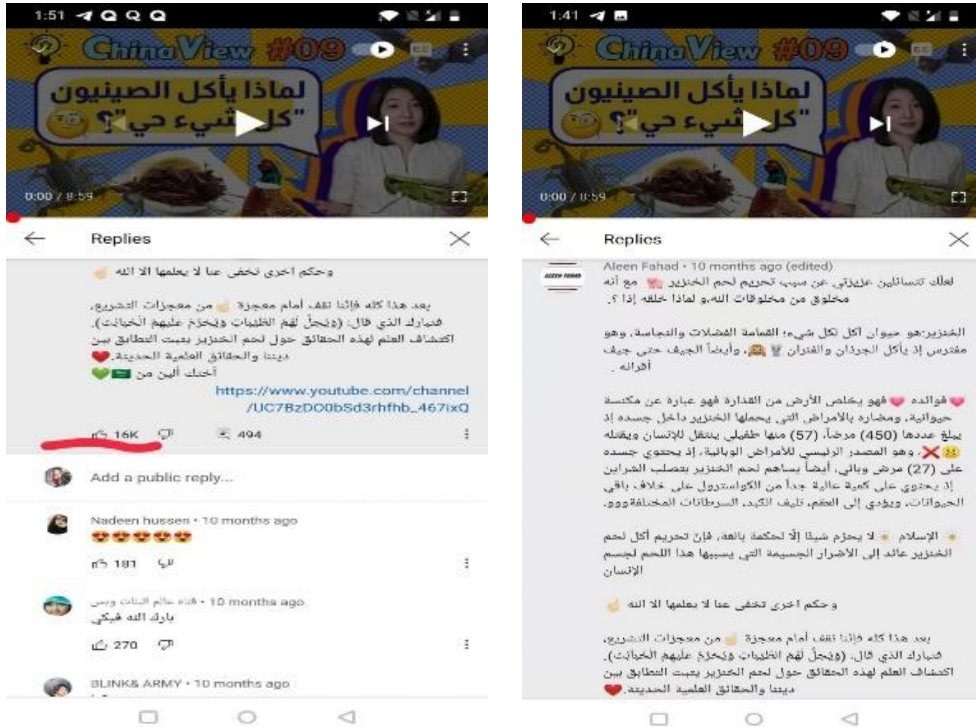 1:51
ChinaView #09
لماذا يأكل الصينيون
"كل شيء حي"؟
0:00 / 8:59
Replies
وحكم اخرى تخفى عنا لا يعلمها الا الله ☝
بعد هذا كله فإننا نقف أمام معجزة ☝ من معجزات التشريع،
فتبارك الذي قال: (وَيُحِلُّ لَهُمُ الطَّيِّبَاتِ وَيُحَرِّمُ عَلَيْهِمُ الْخَبَائِثَ).
اكتشاف العلم لهذه الحقائق حول لحم الخنزير يثبت التطابق بين
ديننا والحقائق العلمية الحديثة.❤
أختك ألين من 🇸🇦💚
https://www.youtube.com/channel
/UC7BzDO0bSd3rhfhb_467ixQ
16K
494
Add a public reply...
Nadeen hussen • 10 months ago
😍😍😍😍😍
181
قناه عالم البنات وبس • 10 months ago
بارك الله فيكي
270
BLINK& ARMY • 10 months ago
1:41
ChinaView #09
لماذا يأكل الصينيون
"كل شيء حي"؟
0:00 / 8:59
Replies
ALEEN FAHAD
Aleen Fahad • 10 months ago (edited)
لعلك تتسائلين عزيزتي عن سبب تحريم لحم الخنزير 🐖 مع أنه
مخلوق من مخلوقات الله،و لماذا خلقه إذا ؟.
الخنزير:هو حيوان آكل لكل شيء؛ القمامة الفضلات والنجاسة، وهو
مفترس إذ يأكل الجرذان والفئران 🐭🙈، وأيضاً الجيف حتى جيف
أقرانه .
💗 فوائده 💗 فهو يخلص الأرض من القذارة فهو عبارة عن مكنسة
حيوانية، ومضاره بالأمراض التي يحملها الخنزير داخل جسده إذ
يبلغ عددها (450) مرضاً، (57) منها طفيلي ينتقل للإنسان ويقتله
❌، وهو المصدر الرئيسي للأمراض الوبائية، إذ يحتوي جسده
على (27) مرض وبائي، أيضاً يساهم لحم الخنزير بتصلب الشراين
إذ يحتوي على كمية عالية جداً من الكولسترول على خلاف باقي
الحيوانات، ويؤدي إلى العقم، تليف الكبد، السرطانات المختلفةووو.
الإسلام لا يحرّم شيئا إلّا لحكمة بالغة، فإنّ تحريم أكل لحم
الخنزير عائد إلى الاضرار الجسيمة التي يسببها هذا اللحم لجسم
الإنسان
و حكم اخرى تخفى عنا لا يعلمها الا الله ☝
بعد هذا كله فإننا نقف أمام معجزة ☝ من معجزات التشريع،
فتبارك الذي قال: (وَيُحِلُّ لَهُمُ الطَّيِّبَاتِ وَيُحَرِّمُ عَلَيْهِمُ الْخَبَائِثَ).
اكتشاف العلم لهذه الحقائق حول لحم الخنزير يثبت التطابق بين
ديننا والحقائق العلمية الحديثة.❤